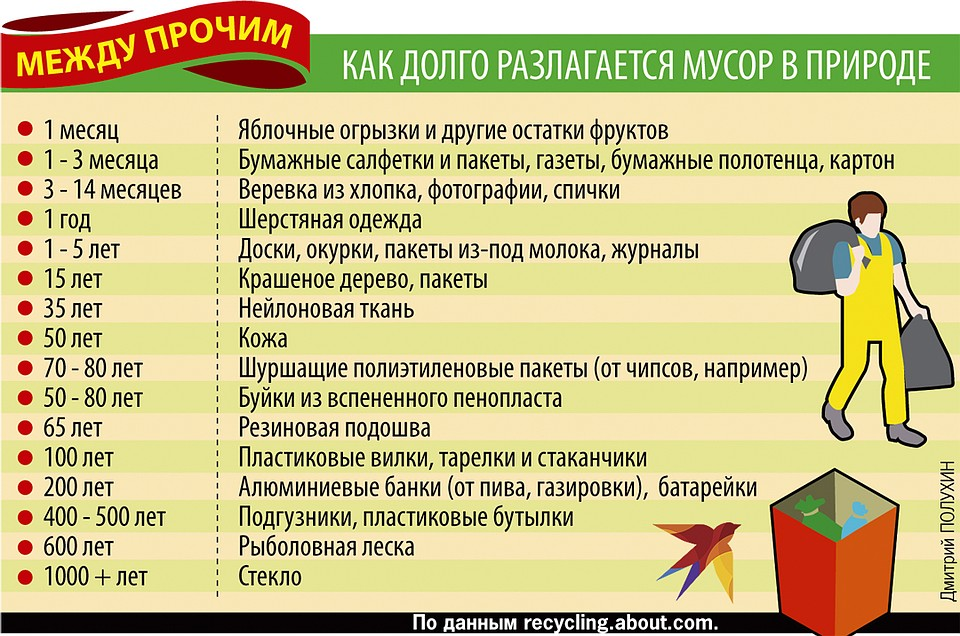 МЕЖДУ ПРОЧИМ
КАК ДОЛГО РАЗЛАГАЕТСЯ МУСОР В ПРИРОДЕ
1 месяц Яблочные огрызки и другие остатки фруктов
1 - 3 месяца Бумажные салфетки и пакеты, газеты, бумажные полотенца, картон
3 - 14 месяцев Веревка из хлопка, фотографии, спички
1 год Шерстяная одежда
1 - 5 лет Доски, окурки, пакеты из-под молока, журналы
15 лет Крашеное дерево, пакеты
35 лет Нейлоновая ткань
50 лет Кожа
70 - 80 лет Шуршащие полиэтиленовые пакеты (от чипсов, например)
50 - 80 лет Буйки из вспененного пенопласта
65 лет Резиновая подошва
100 лет Пластиковые вилки, тарелки и стаканчики
200 лет Алюминиевые банки (от пива, газировки), батарейки
400 - 500 лет Подгузники, пластиковые бутылки
600 лет Рыболовная леска
1000 + лет Стекло
Дмитрий ПОЛУХИН
По данным recycling.about.com.